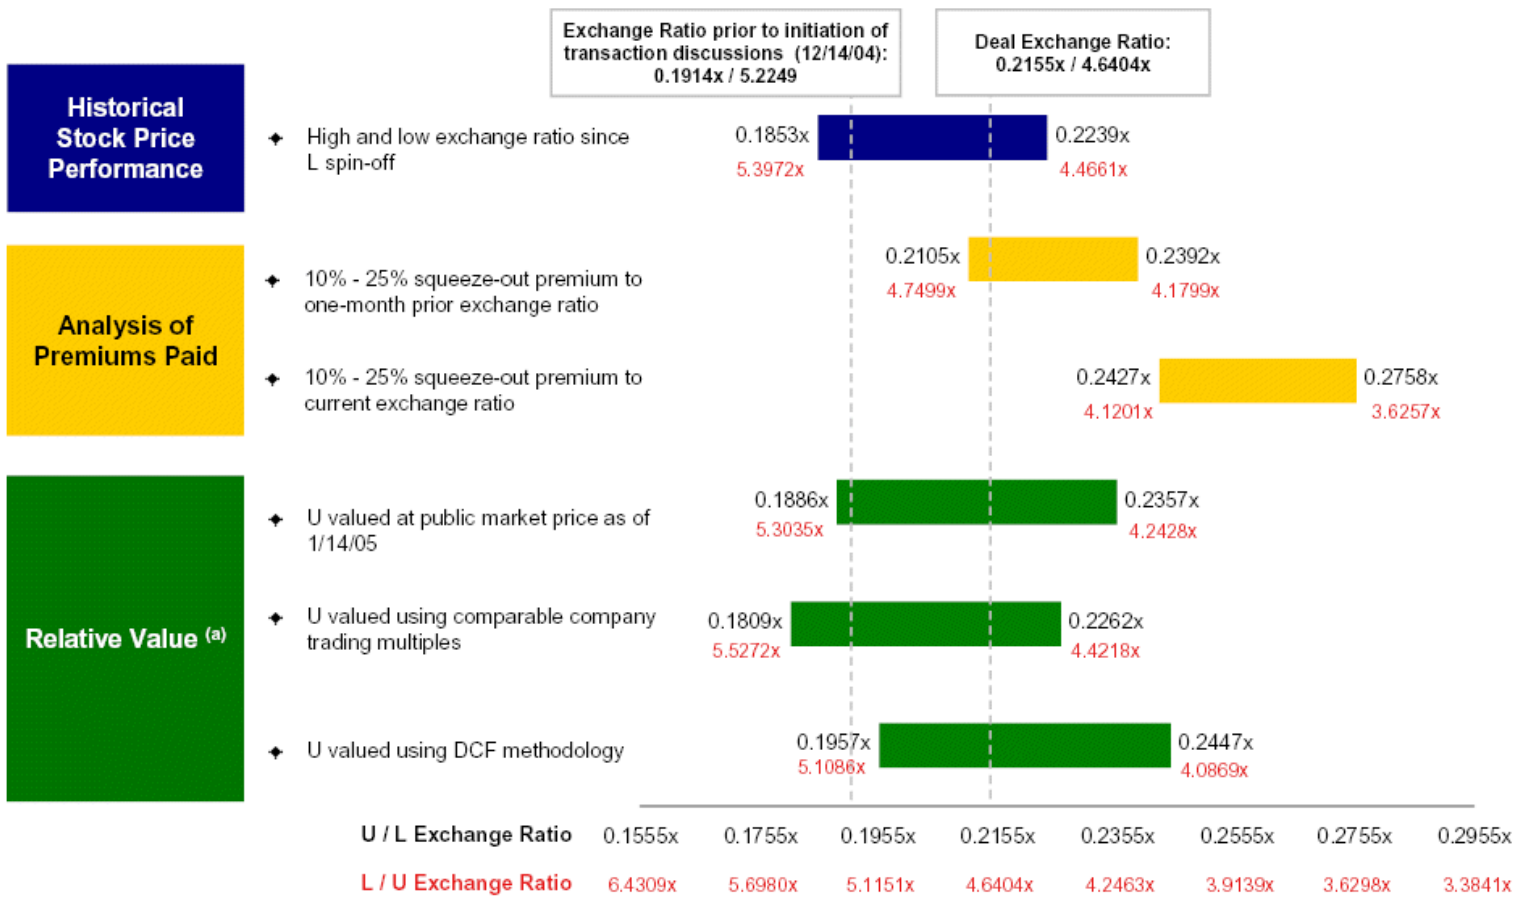 Exchange Ratio prior to initiation of
transaction discussions (12/14/04):
0.1914x / 5.2249
Deal Exchange Ratio:
0.2155x / 4.6404x
Historical
Stock Price
Performance
High and low exchange ratio since
L spin-off
0.1853x
5.3972x
0.2239x
4.4661x
Analysis of
Premiums Paid
10% - 25% squeeze-out premium to
one-month prior exchange ratio
0.2105x
4.7499x
0.2392x
4.1799x
10% - 25% squeeze-out premium to
current exchange ratio
0.2427x
4.1201x
0.2758x
3.6257x
Relative Value (a)
U valued at public market price as of
1/14/05
0.1886x
5.3035x
0.2357x
4.2428x
U valued using comparable company
trading multiples
0.1809x
5.5272x
0.2262x
4.4218x
U valued using DCF methodology
0.1957x
5.1086x
0.2447x
4.0869x
U / L Exchange Ratio 0.1555x 0.1755x 0.1955x 0.2155x 0.2355x 0.2555x 0.2755x 0.2955x
L / U Exchange Ratio 6.4309x 5.6980x 5.1151x 4.6404x 4.2463x 3.9139x 3.6298x 3.3841x